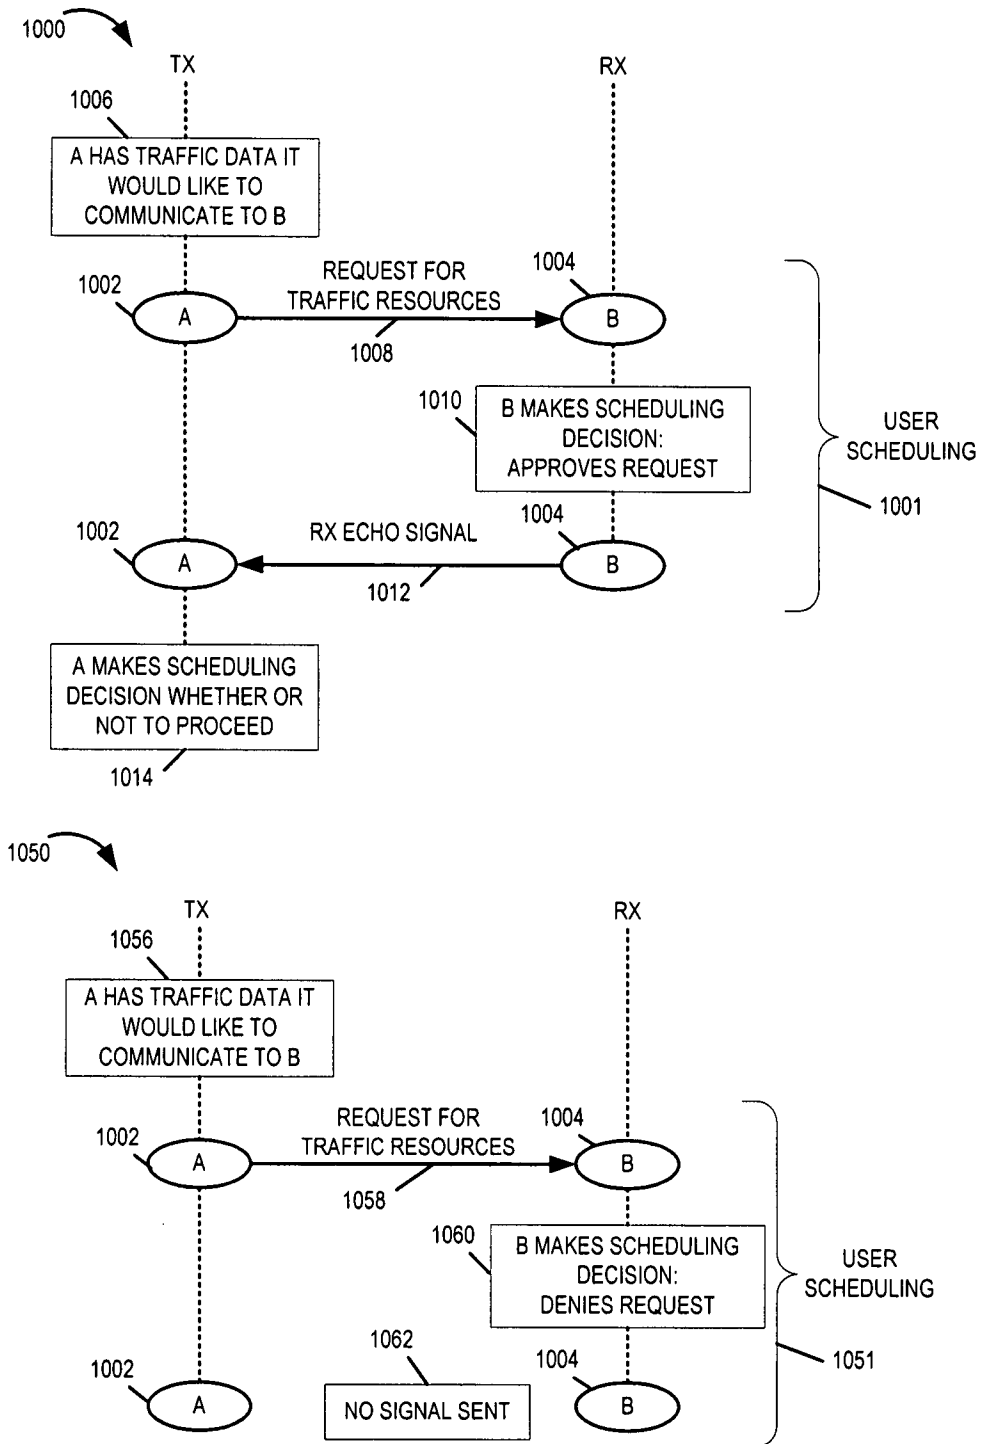 1000
TX
RX
1006
A HAS TRAFFIC DATA IT
WOULD LIKE TO
COMMUNICATE TO B
1002
A
REQUEST FOR
TRAFFIC RESOURCES
1008
1004
B
1010
B MAKES SCHEDULING
DECISION:
APPROVES REQUEST
USER
SCHEDULING
1001
1002
A
RX ECHO SIGNAL
1012
1004
B
A MAKES SCHEDULING
DECISION WHETHER OR
NOT TO PROCEED
1014
1050
TX
RX
1056
A HAS TRAFFIC DATA IT
WOULD LIKE TO
COMMUNICATE TO B
1002
A
REQUEST FOR
TRAFFIC RESOURCES
1058
1004
B
1060
B MAKES SCHEDULING
DECISION:
DENIES REQUEST
USER
SCHEDULING
1051
1002
A
1062
NO SIGNAL SENT
1004
B